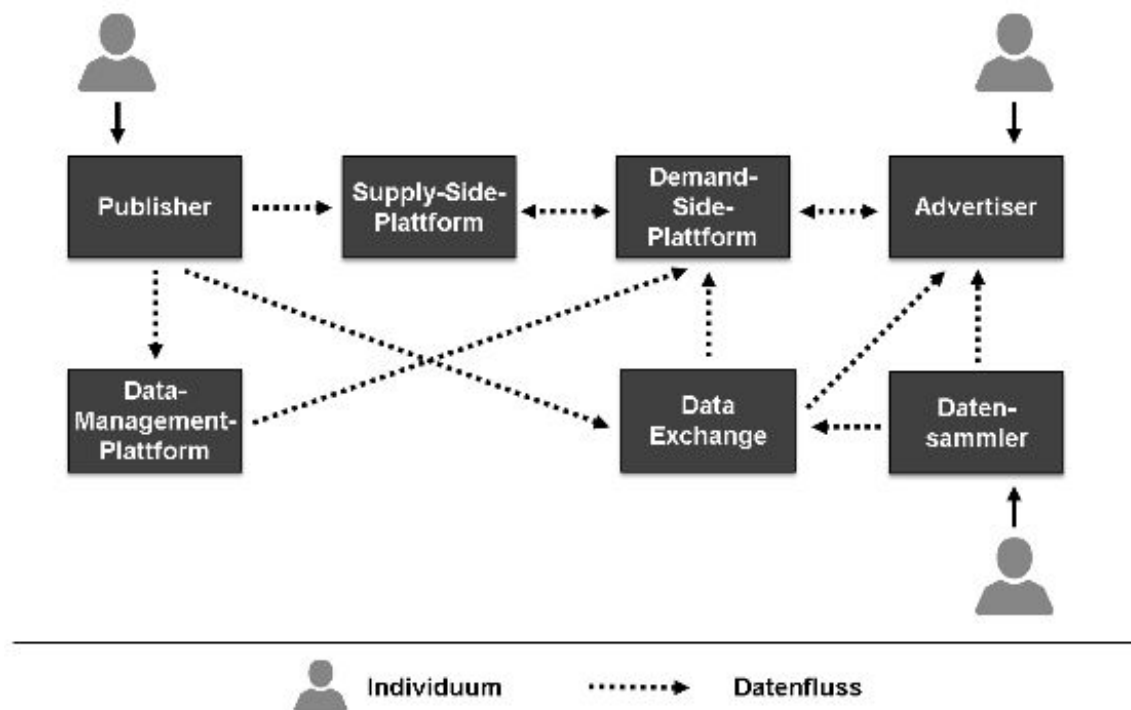 Publisher
Supply-Side-
Plattform
Demand-
Side-
Plattform
Advertiser
Data-
Management-
Plattform
Data
Exchange
Daten-
sammler
Individuum
Datenfluss